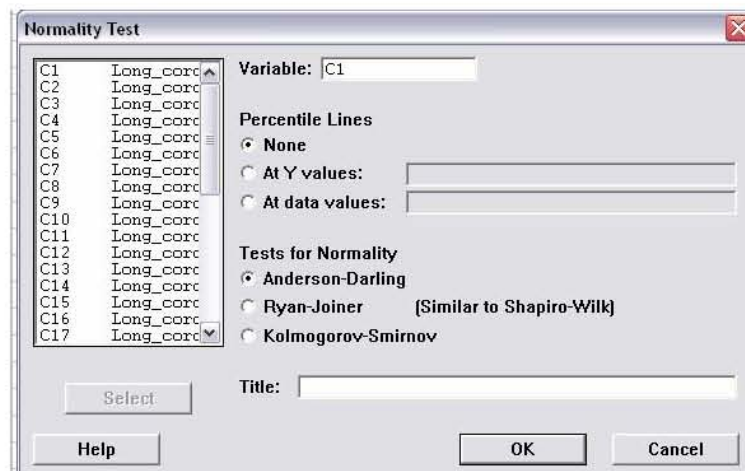 Normality Test
C1 Long_corc
C2 Long_corc
C3 Long_corc
C4 Long_corc
C5 Long_corc
C6 Long_corc
C7 Long_corc
C8 Long_corc
C9 Long_corc
C10 Long_corc
C11 Long_corc
C12 Long_corc
C13 Long_corc
C14 Long_corc
C15 Long_corc
C16 Long_corc
C17 Long_corc
Variable: C1
Percentile Lines
None
At Y values:
At data values:
Tests for Normality
Anderson-Darling
Ryan-Joiner (Similar to Shapiro-Wilk)
Kolmogorov-Smirnov
Select
Title:
Help
OK
Cancel